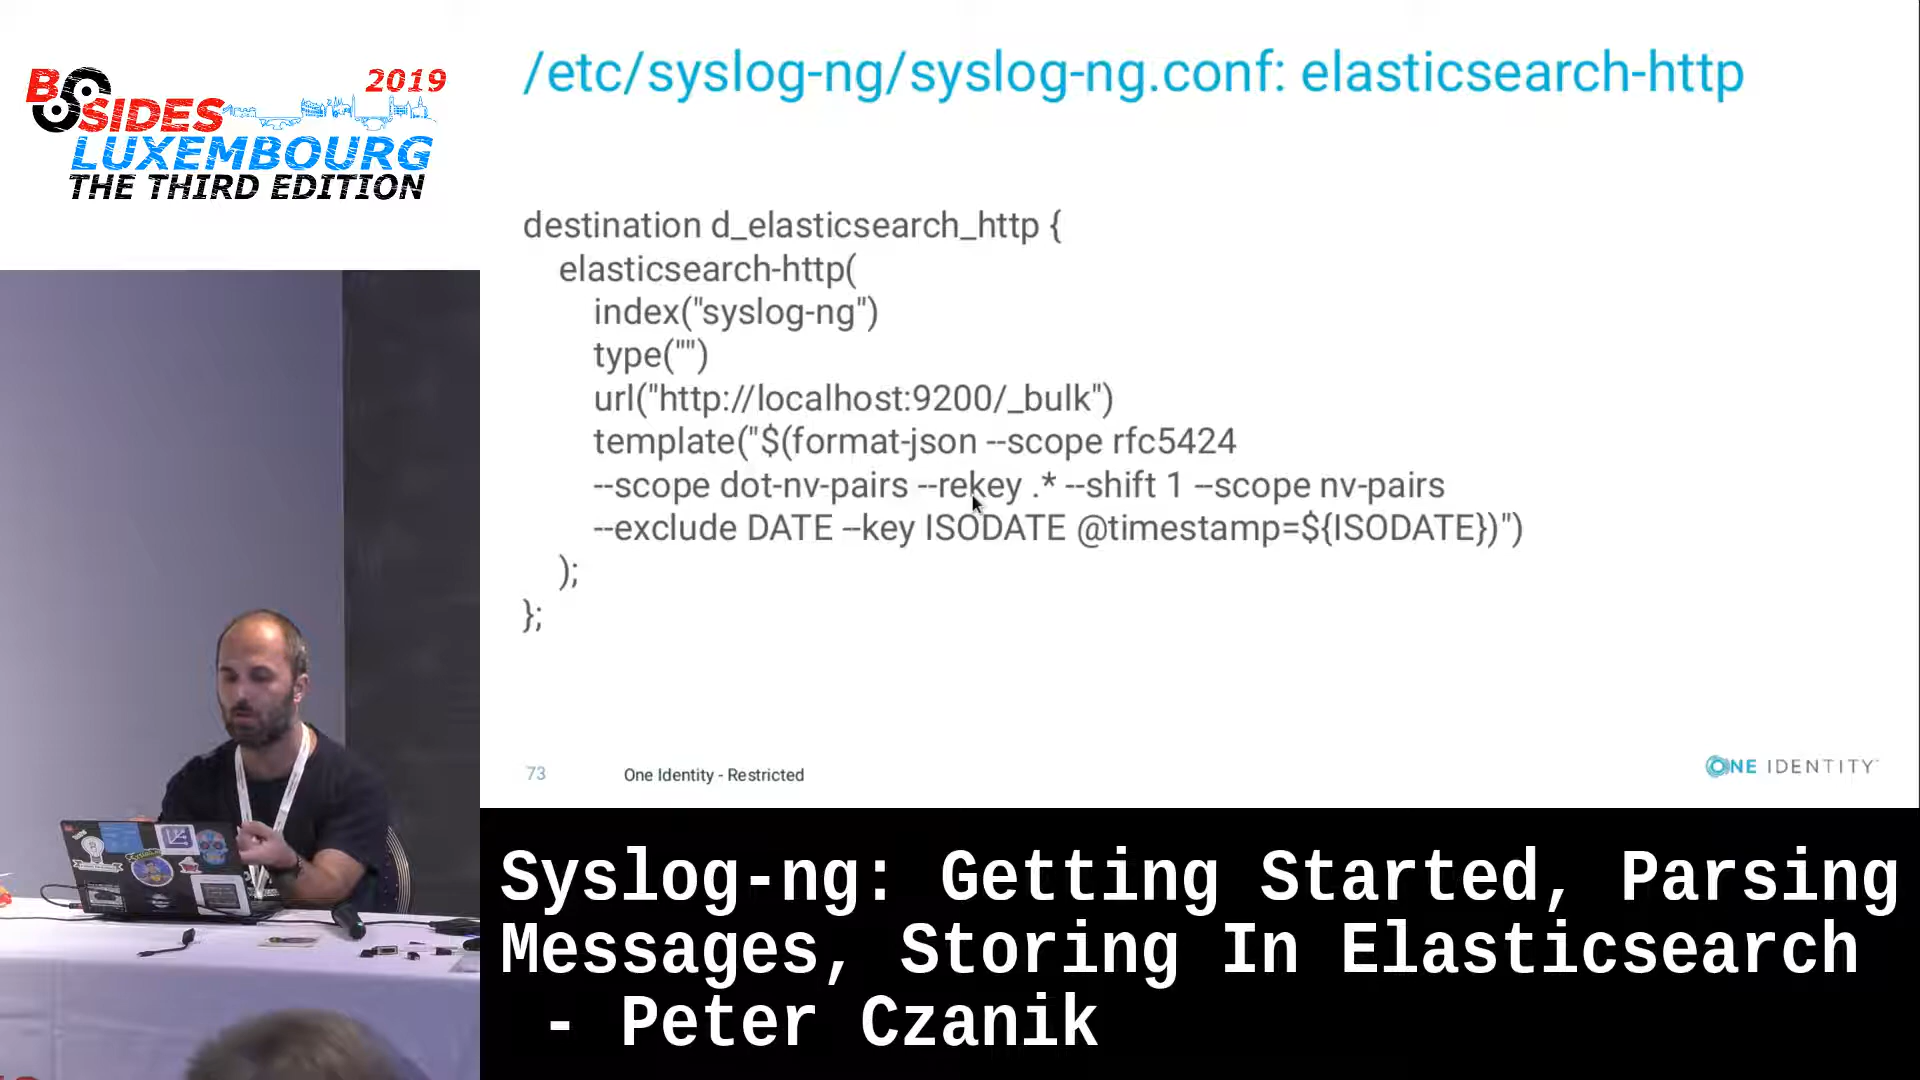 BSIDES 2019
LUXEMBOURG
THE THIRD EDITION
/etc/syslog-ng/syslog-ng.conf: elasticsearch-http
destination d_elasticsearch_http {
elasticsearch-http(
index("syslog-ng")
type("")
url("http://localhost:9200/_bulk")
template("$(format-json --scope rfc5424
--scope dot-nv-pairs --rekey .* --shift 1 --scope nv-pairs
--exclude DATE --key ISODATE @timestamp=${ISODATE})")
);
};
73
One Identity - Restricted
ONE IDENTITY
Syslog-ng: Getting Started, Parsing
Messages, Storing In Elasticsearch
- Peter Czanik